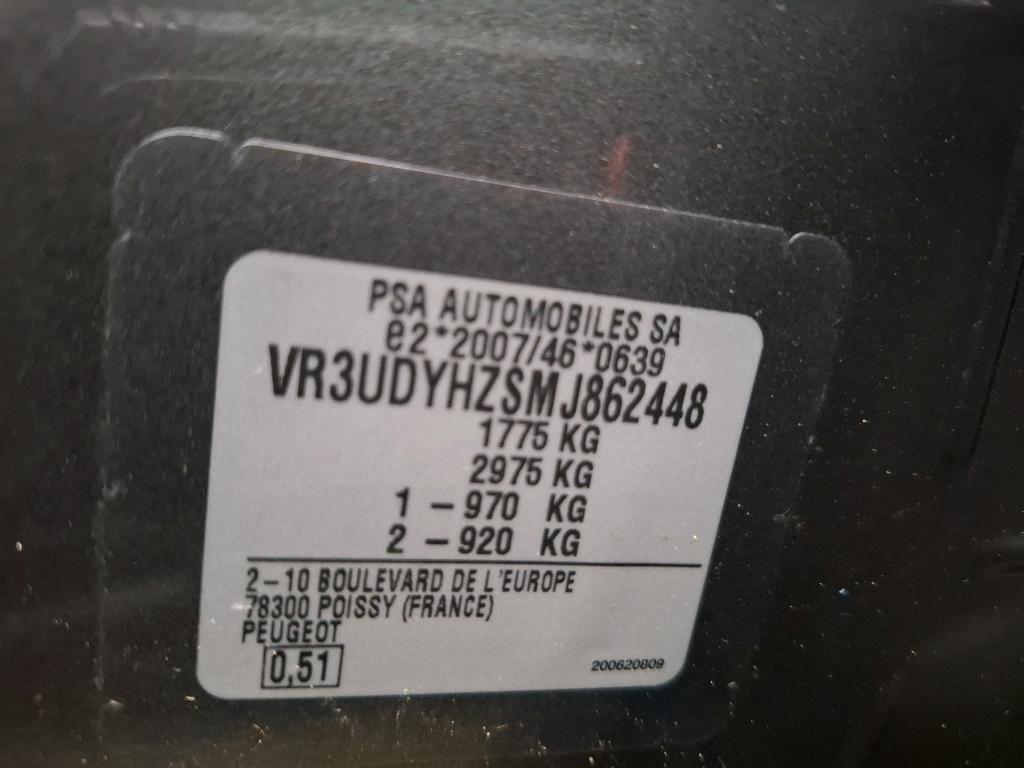 PSA AUTOMOBILES SA
e2*2007/46*0639
VR3UDYHZSMJ862448
1775 KG
2975 KG
1 – 970 KG
2 – 920 KG
2–10 BOULEVARD DE L'EUROPE
78300 POISSY (FRANCE)
PEUGEOT
0,51
200620809